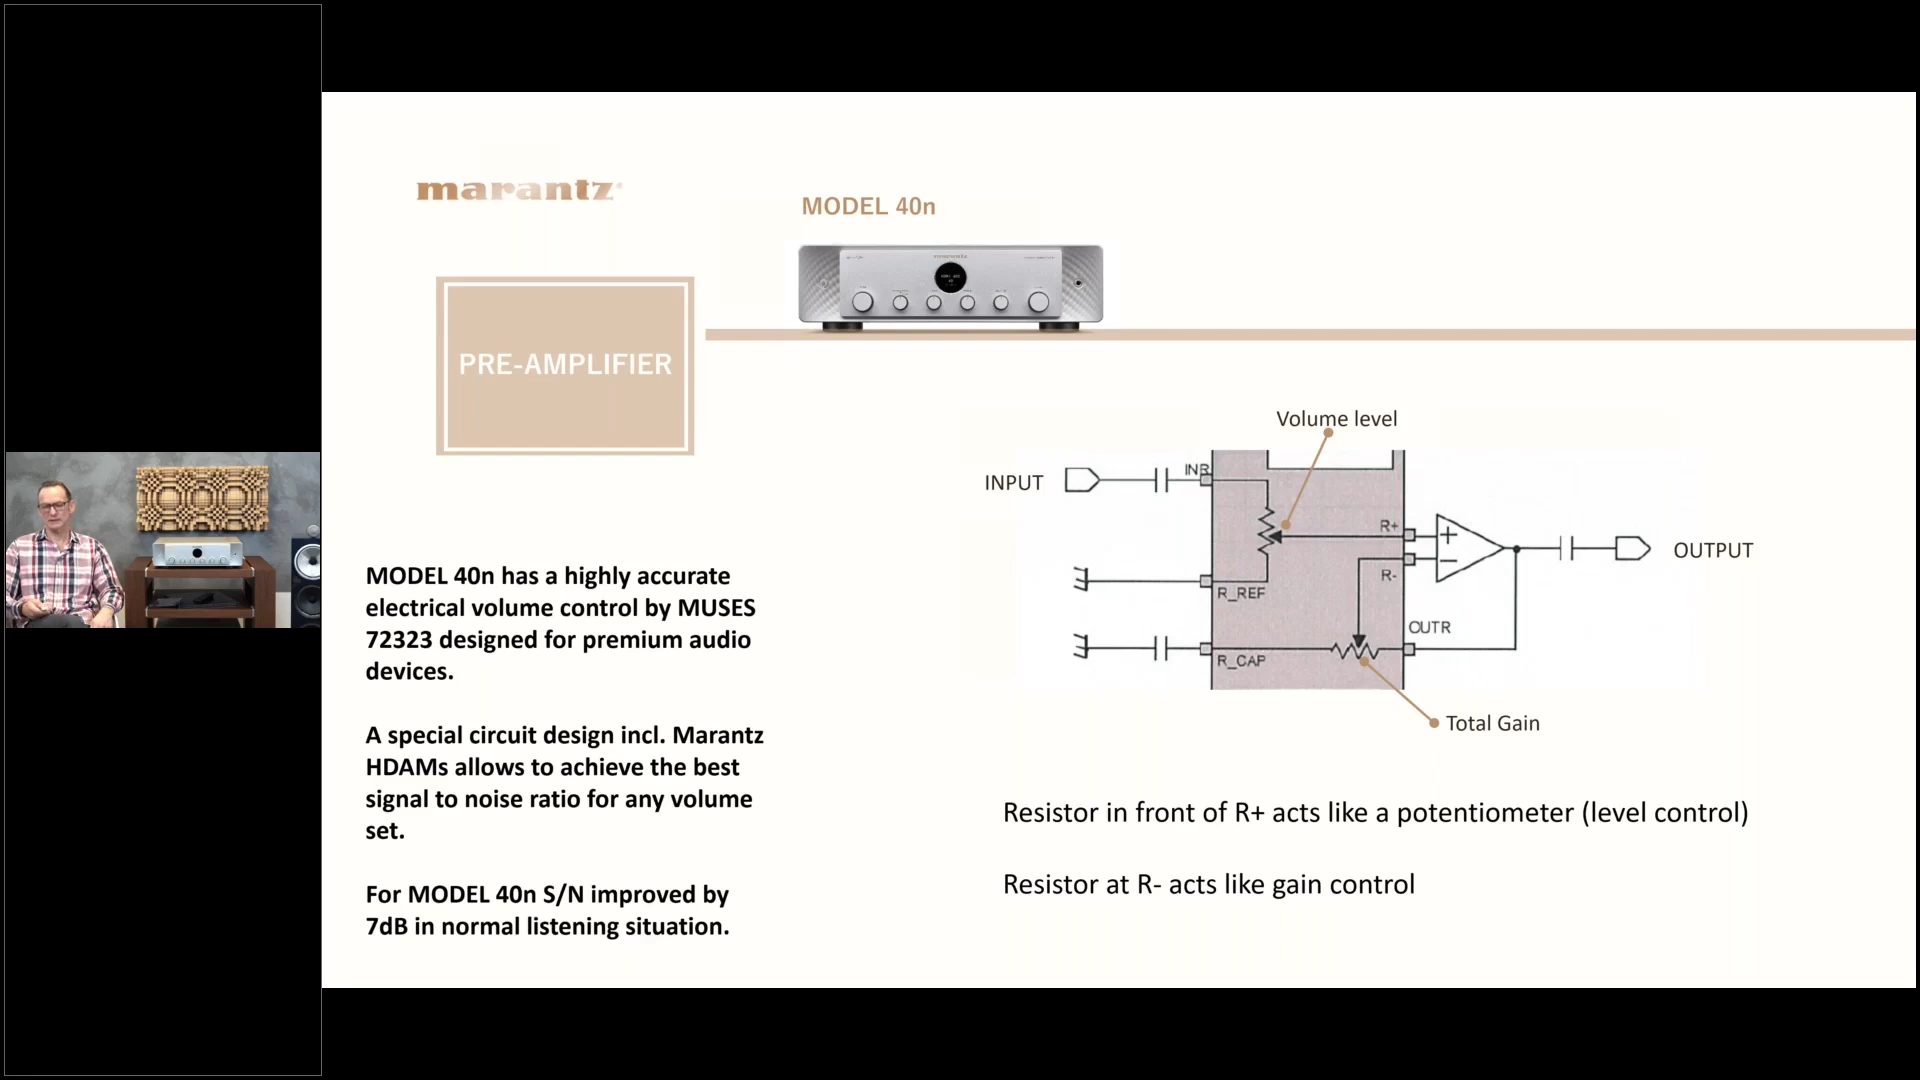 marantz
MODEL 40n
PRE-AMPLIFIER
MODEL 40n has a highly accurate
electrical volume control by MUSES
72323 designed for premium audio
devices.
A special circuit design incl. Marantz
HDAMs allows to achieve the best
signal to noise ratio for any volume
set.
For MODEL 40n S/N improved by
7dB in normal listening situation.
Volume level
INPUT
INR
R+
+
−
R-
OUTPUT
R_REF
OUTR
R_CAP
Total Gain
Resistor in front of R+ acts like a potentiometer (level control)
Resistor at R- acts like gain control